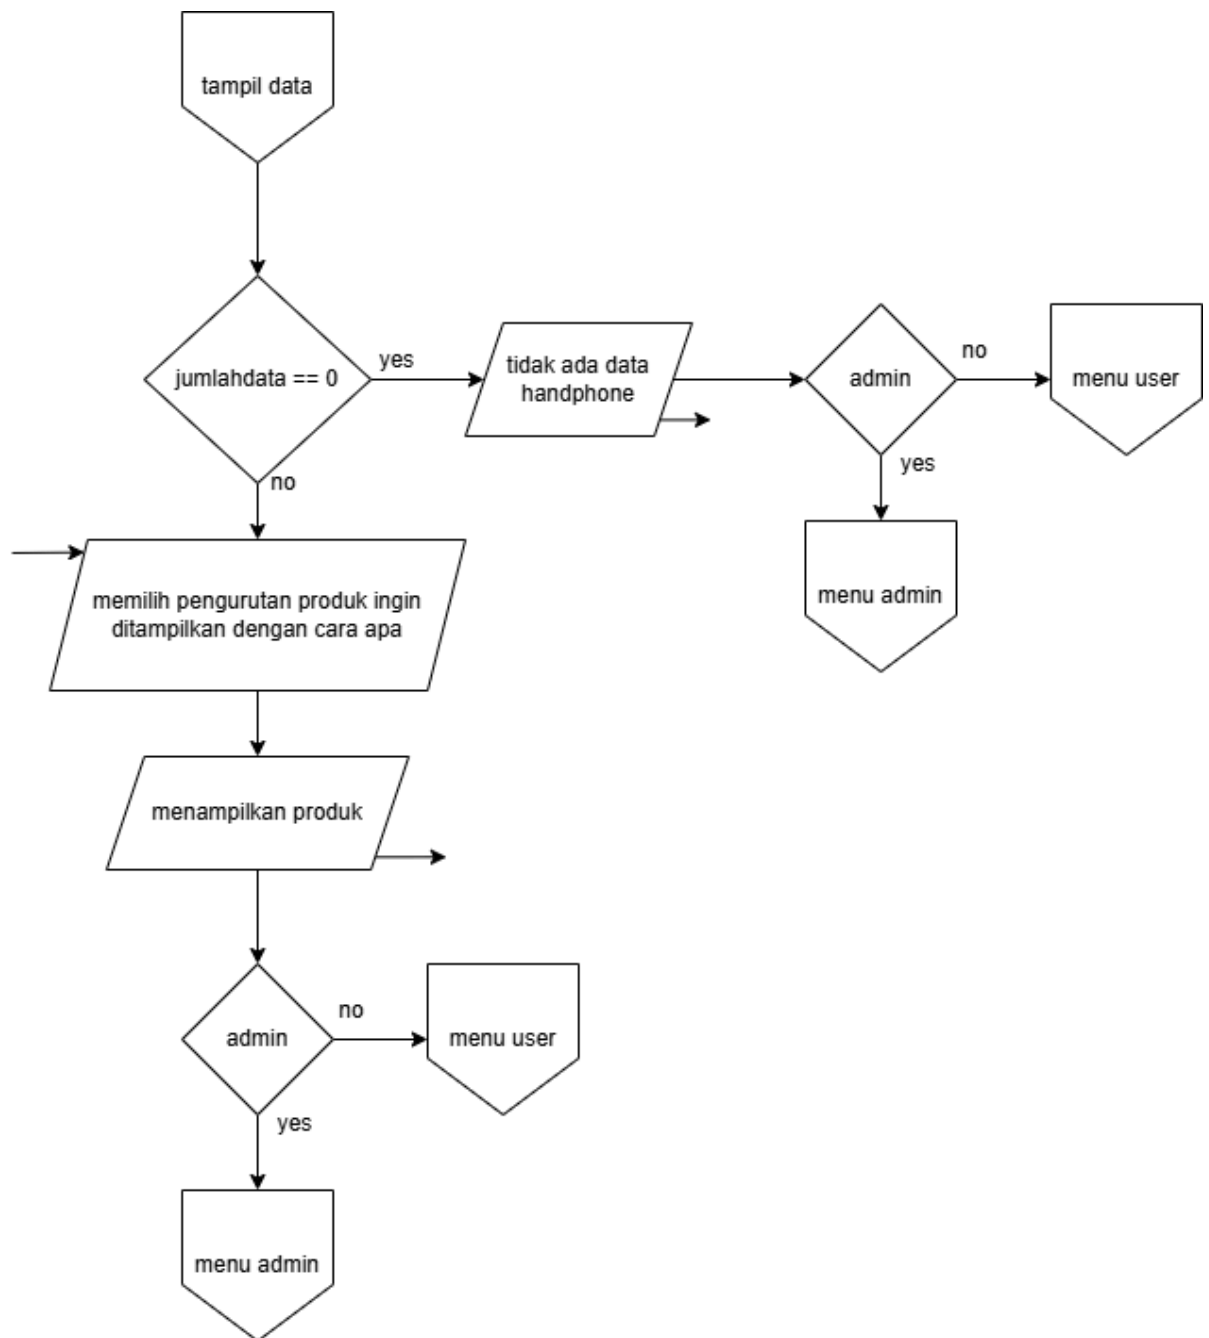 tampil data
jumlahdata == 0
yes
tidak ada data
handphone
admin
no
menu user
yes
menu admin
no
memilih pengurutan produk ingin
ditampilkan dengan cara apa
menampilkan produk
admin
no
menu user
yes
menu admin